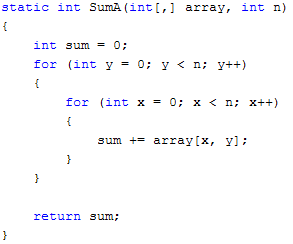 static int SumA(int[,] array, int n)
{
    int sum = 0;
    for (int y = 0; y < n; y++)
    {
        for (int x = 0; x < n; x++)
        {
            sum += array[x, y];
        }
    }

    return sum;
}